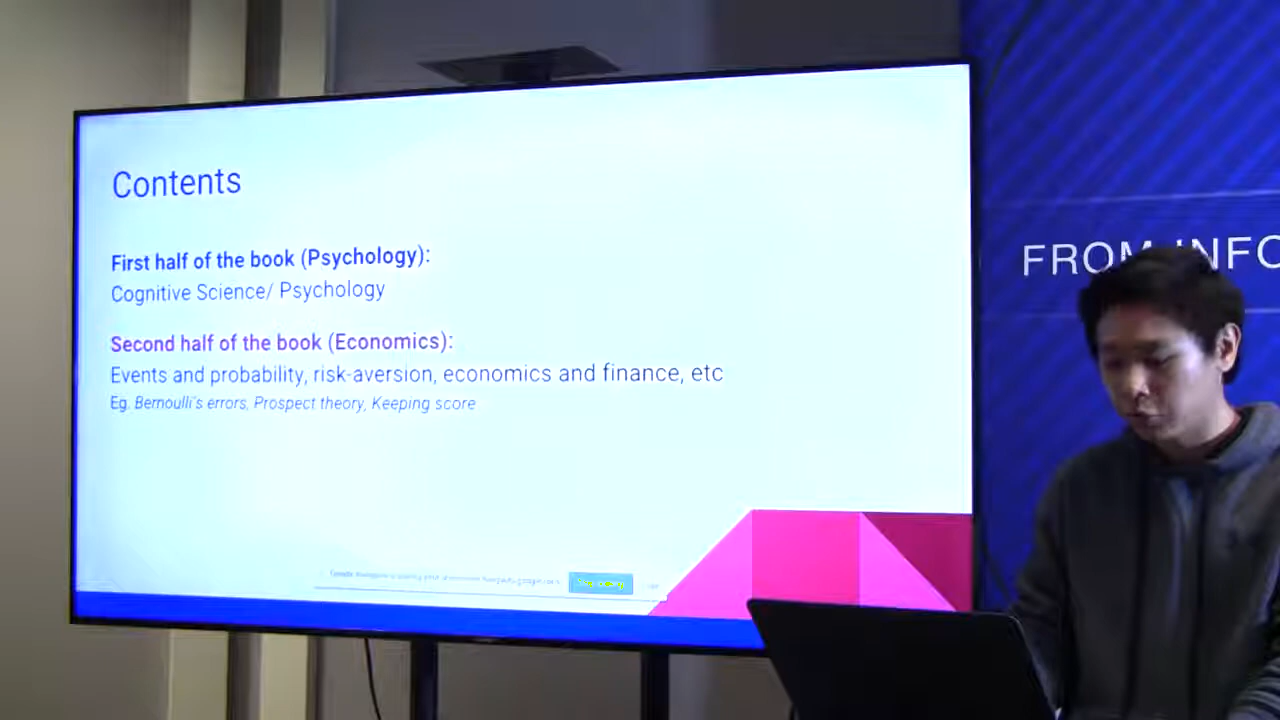 Contents
First half of the book (Psychology):
Cognitive Science/ Psychology
Second half of the book (Economics):
Events and probability, risk-aversion, economics and finance, etc
Eg. Bernoulli's errors, Prospect theory, Keeping score
FROM INFO